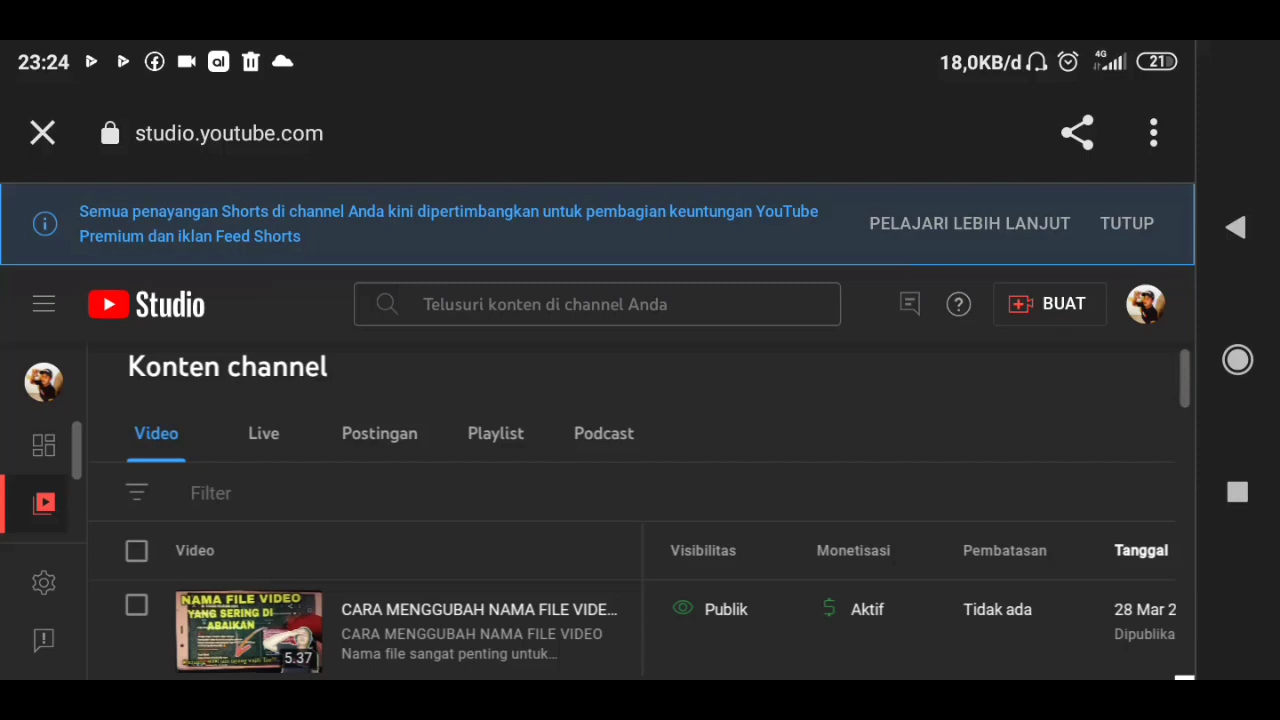 23:24
18,0KB/d
4G
21
studio.youtube.com
Semua penayangan Shorts di channel Anda kini dipertimbangkan untuk pembagian keuntungan YouTube
Premium dan iklan Feed Shorts
PELAJARI LEBIH LANJUT
TUTUP
Studio
Telusuri konten di channel Anda
BUAT
Konten channel
Video
Live
Postingan
Playlist
Podcast
Filter
Video
Visibilitas
Monetisasi
Pembatasan
Tanggal
NAMA FILE VIDEO
YANG SERING DI
ABAIKAN
5.37
CARA MENGGUBAH NAMA FILE VIDE...
CARA MENGGUBAH NAMA FILE VIDEO
Nama file sangat penting untuk...
Publik
Aktif
Tidak ada
28 Mar 2
Dipublika